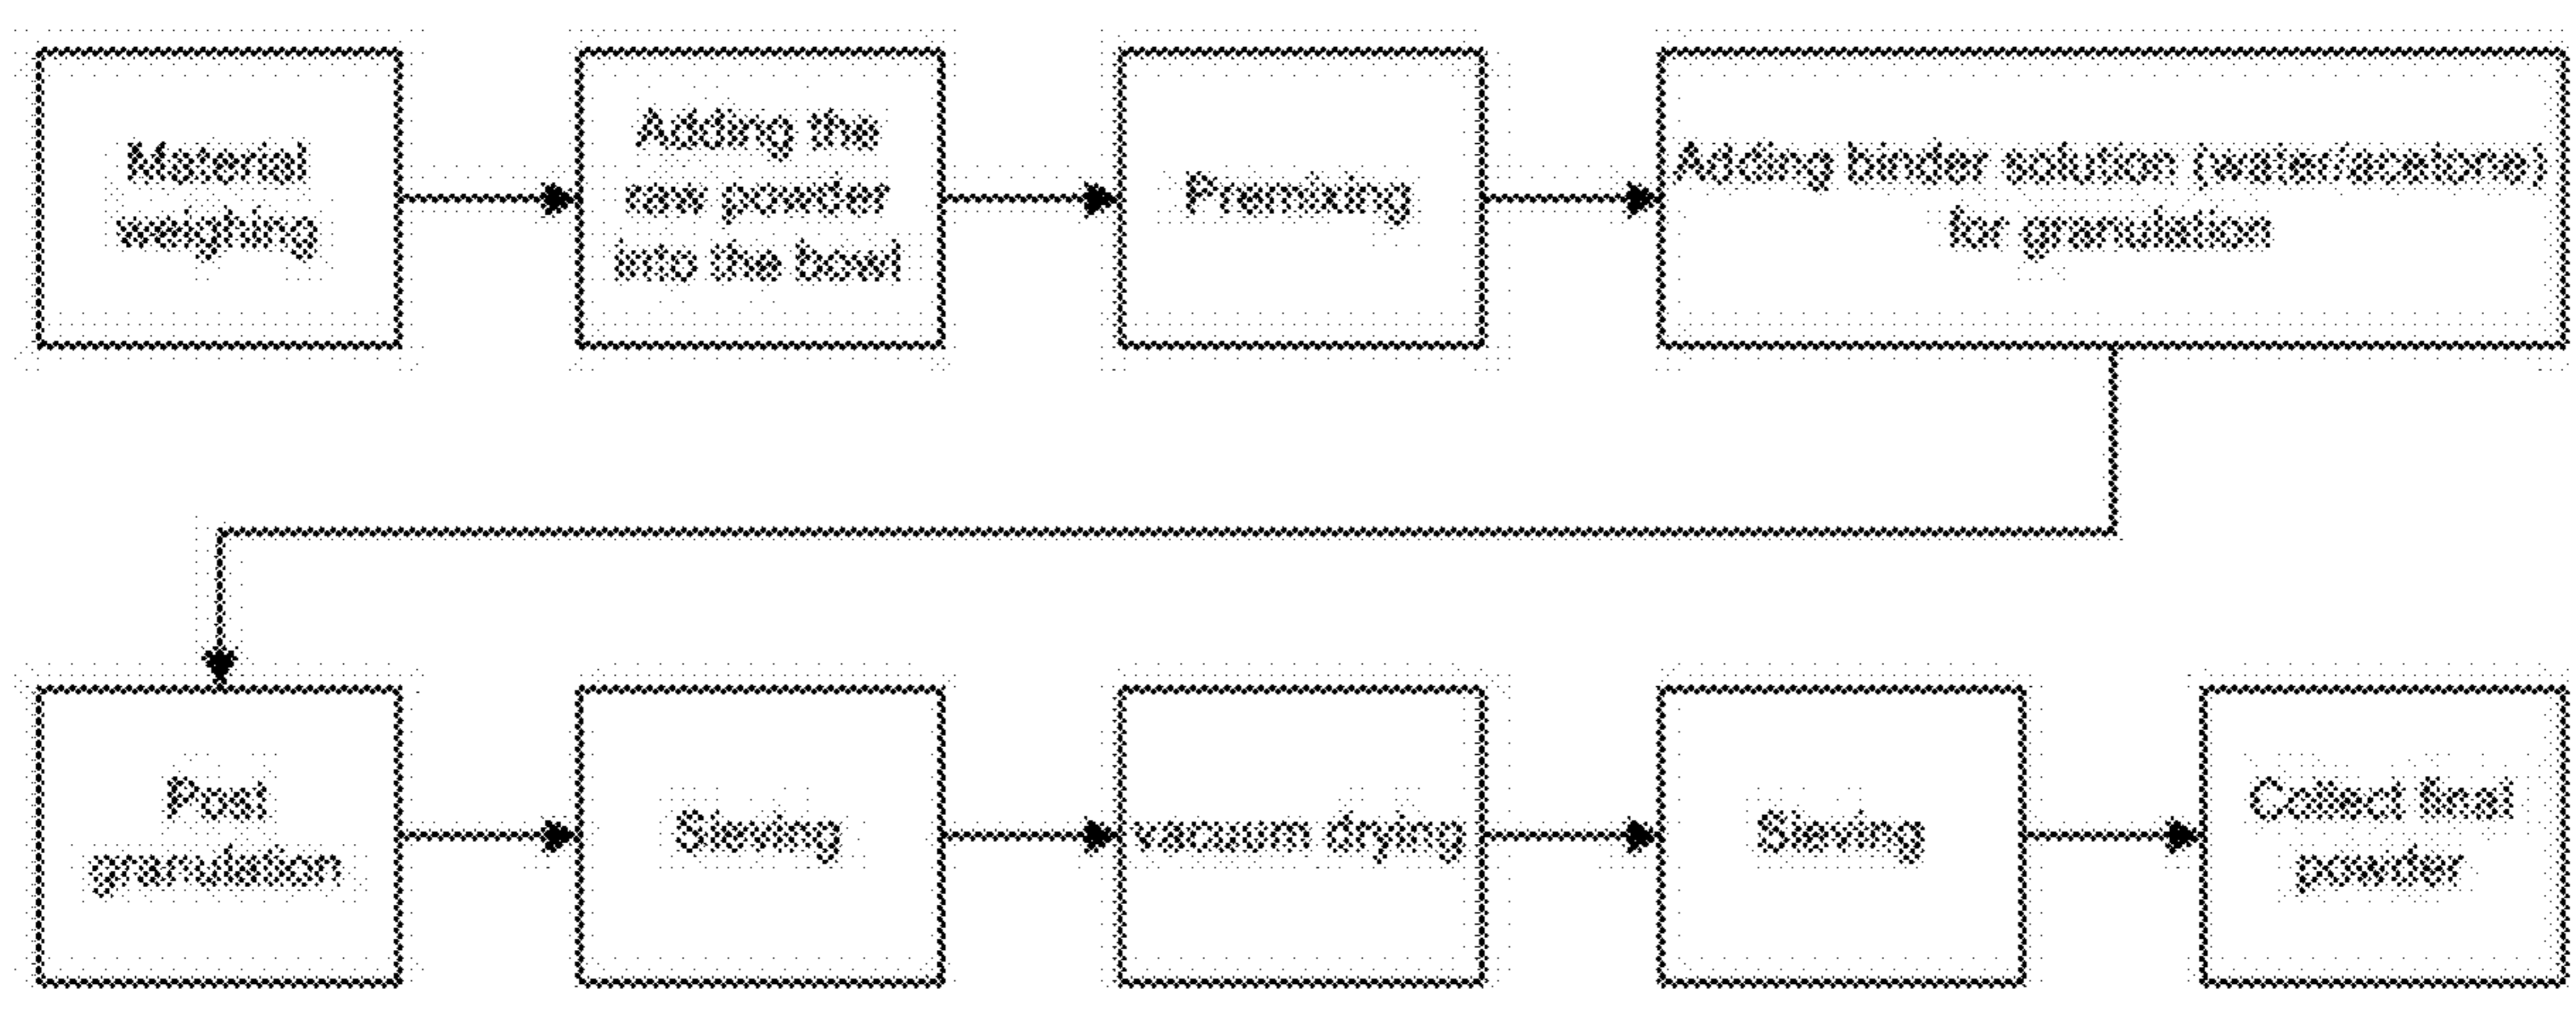 Material
weighing
Adding the
raw powder
into the bowl
Premixing
Adding binder solution (water/acetone)
for granulation
Post
granulation
Sieving
vacuum drying
Sieving
Collect final
powder